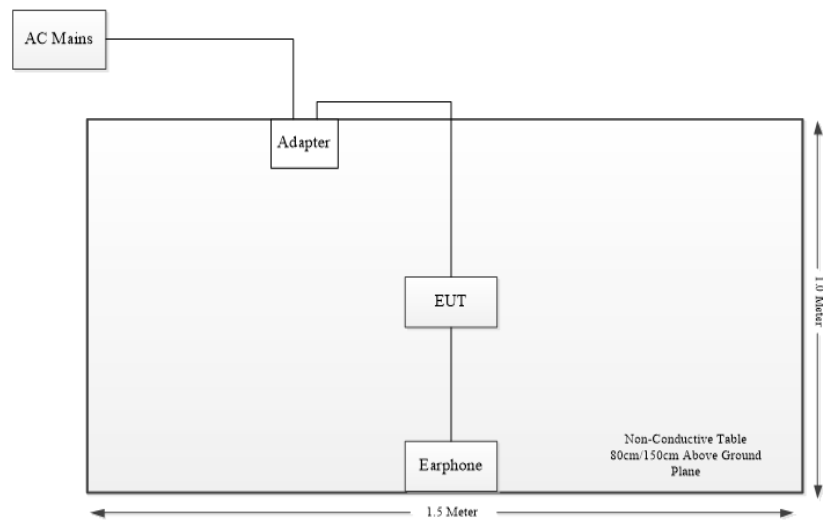 AC Mains
Adapter
EUT
1.0 Meter
Earphone
Non-Conductive Table
80cm/150cm Above Ground
Plane
1.5 Meter